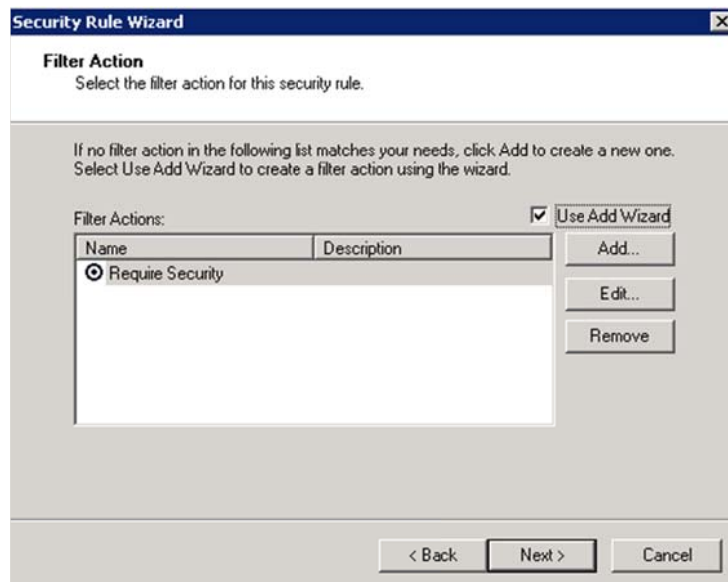 Security Rule Wizard
Filter Action
Select the filter action for this security rule.
If no filter action in the following list matches your needs, click Add to create a new one.
Select Use Add Wizard to create a filter action using the wizard.
Filter Actions:
Use Add Wizard
Name Description
Add...
Require Security
Edit...
Remove
< Back Next > Cancel